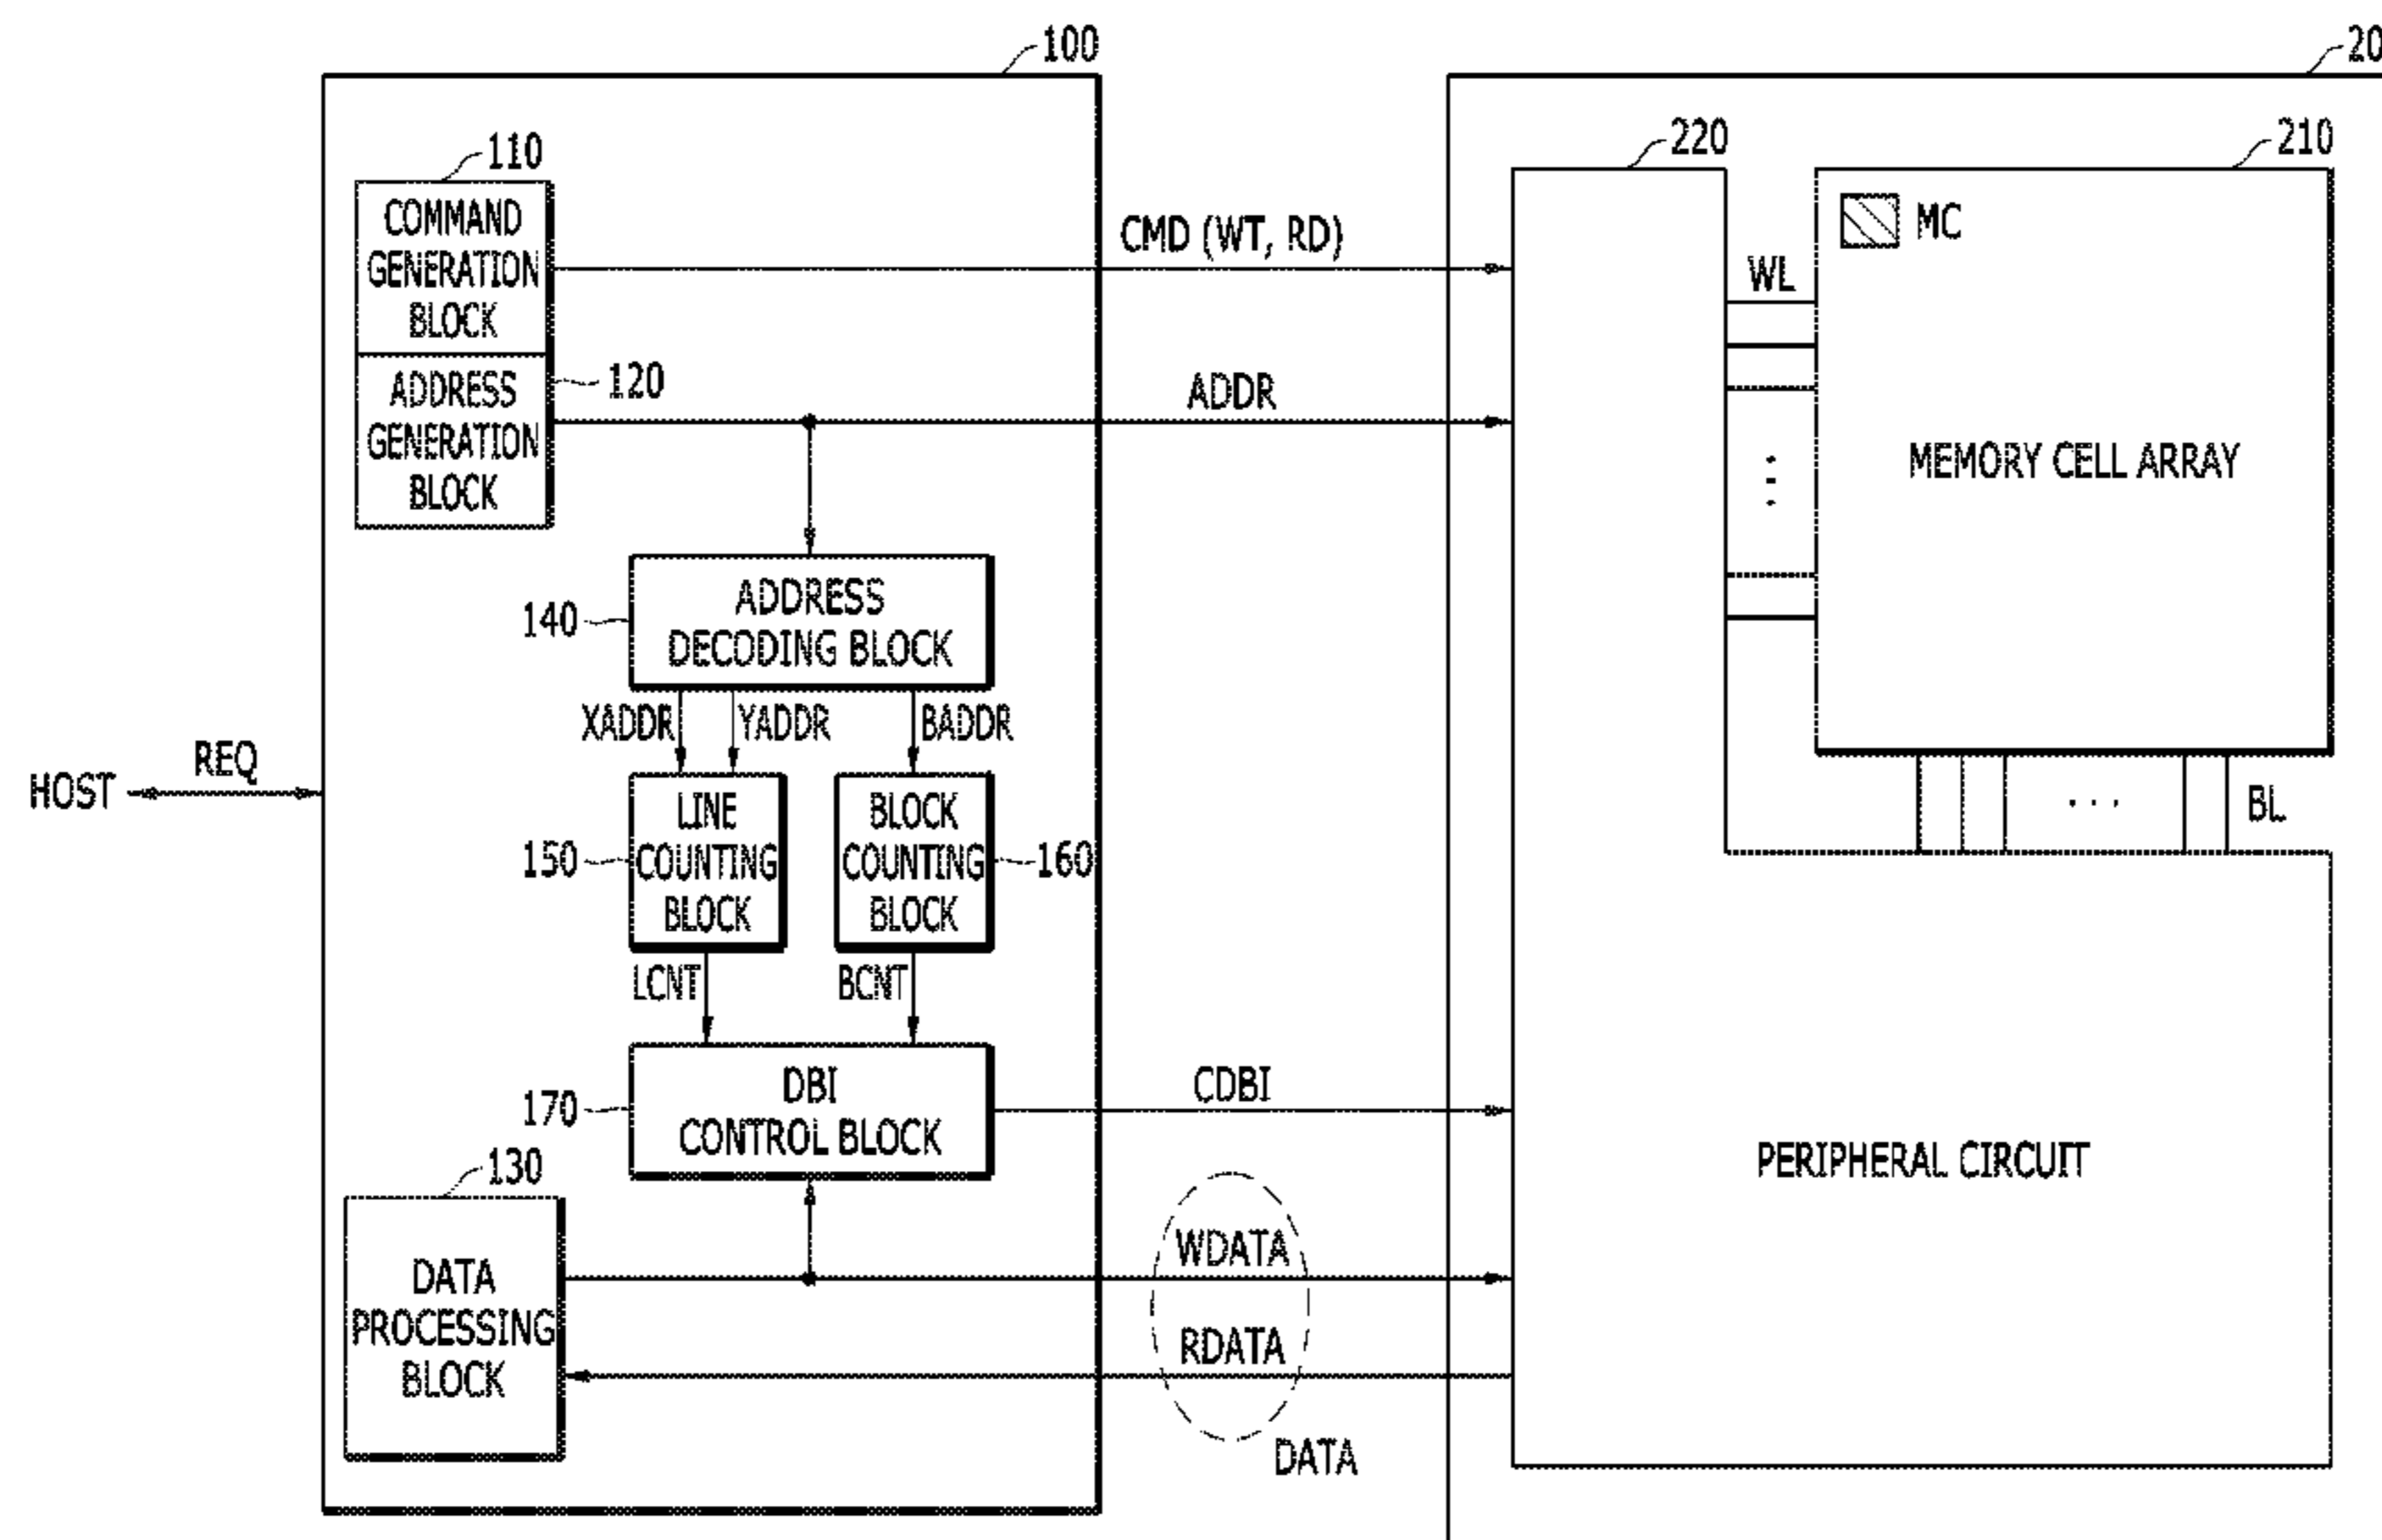 100
20
110
220
210
COMMAND
GENERATION
BLOCK
CMD (WT, RD)
MC
WL
120
ADDRESS
GENERATION
BLOCK
ADDR
MEMORY CELL ARRAY
140
ADDRESS
DECODING BLOCK
XADDR
YADDR
BADDR
HOST
REQ
150
LINE
COUNTING
BLOCK
BLOCK
COUNTING
BLOCK
160
BL
LCNT
BCNT
170
DBI
CONTROL BLOCK
CDBI
PERIPHERAL CIRCUIT
130
DATA
PROCESSING
BLOCK
WDATA
RDATA
DATA